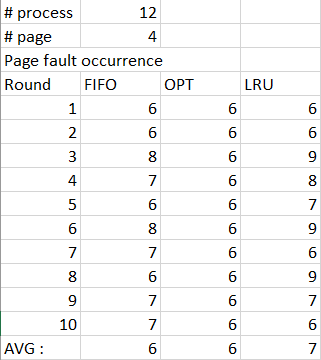 # process 12
# page 4
Page fault occurrence
Round FIFO OPT LRU
1 6 6 6
2 6 6 6
3 8 6 9
4 7 6 8
5 6 6 7
6 8 6 9
7 7 6 6
8 6 6 9
9 7 6 7
10 7 6 6
AVG : 6 6 7